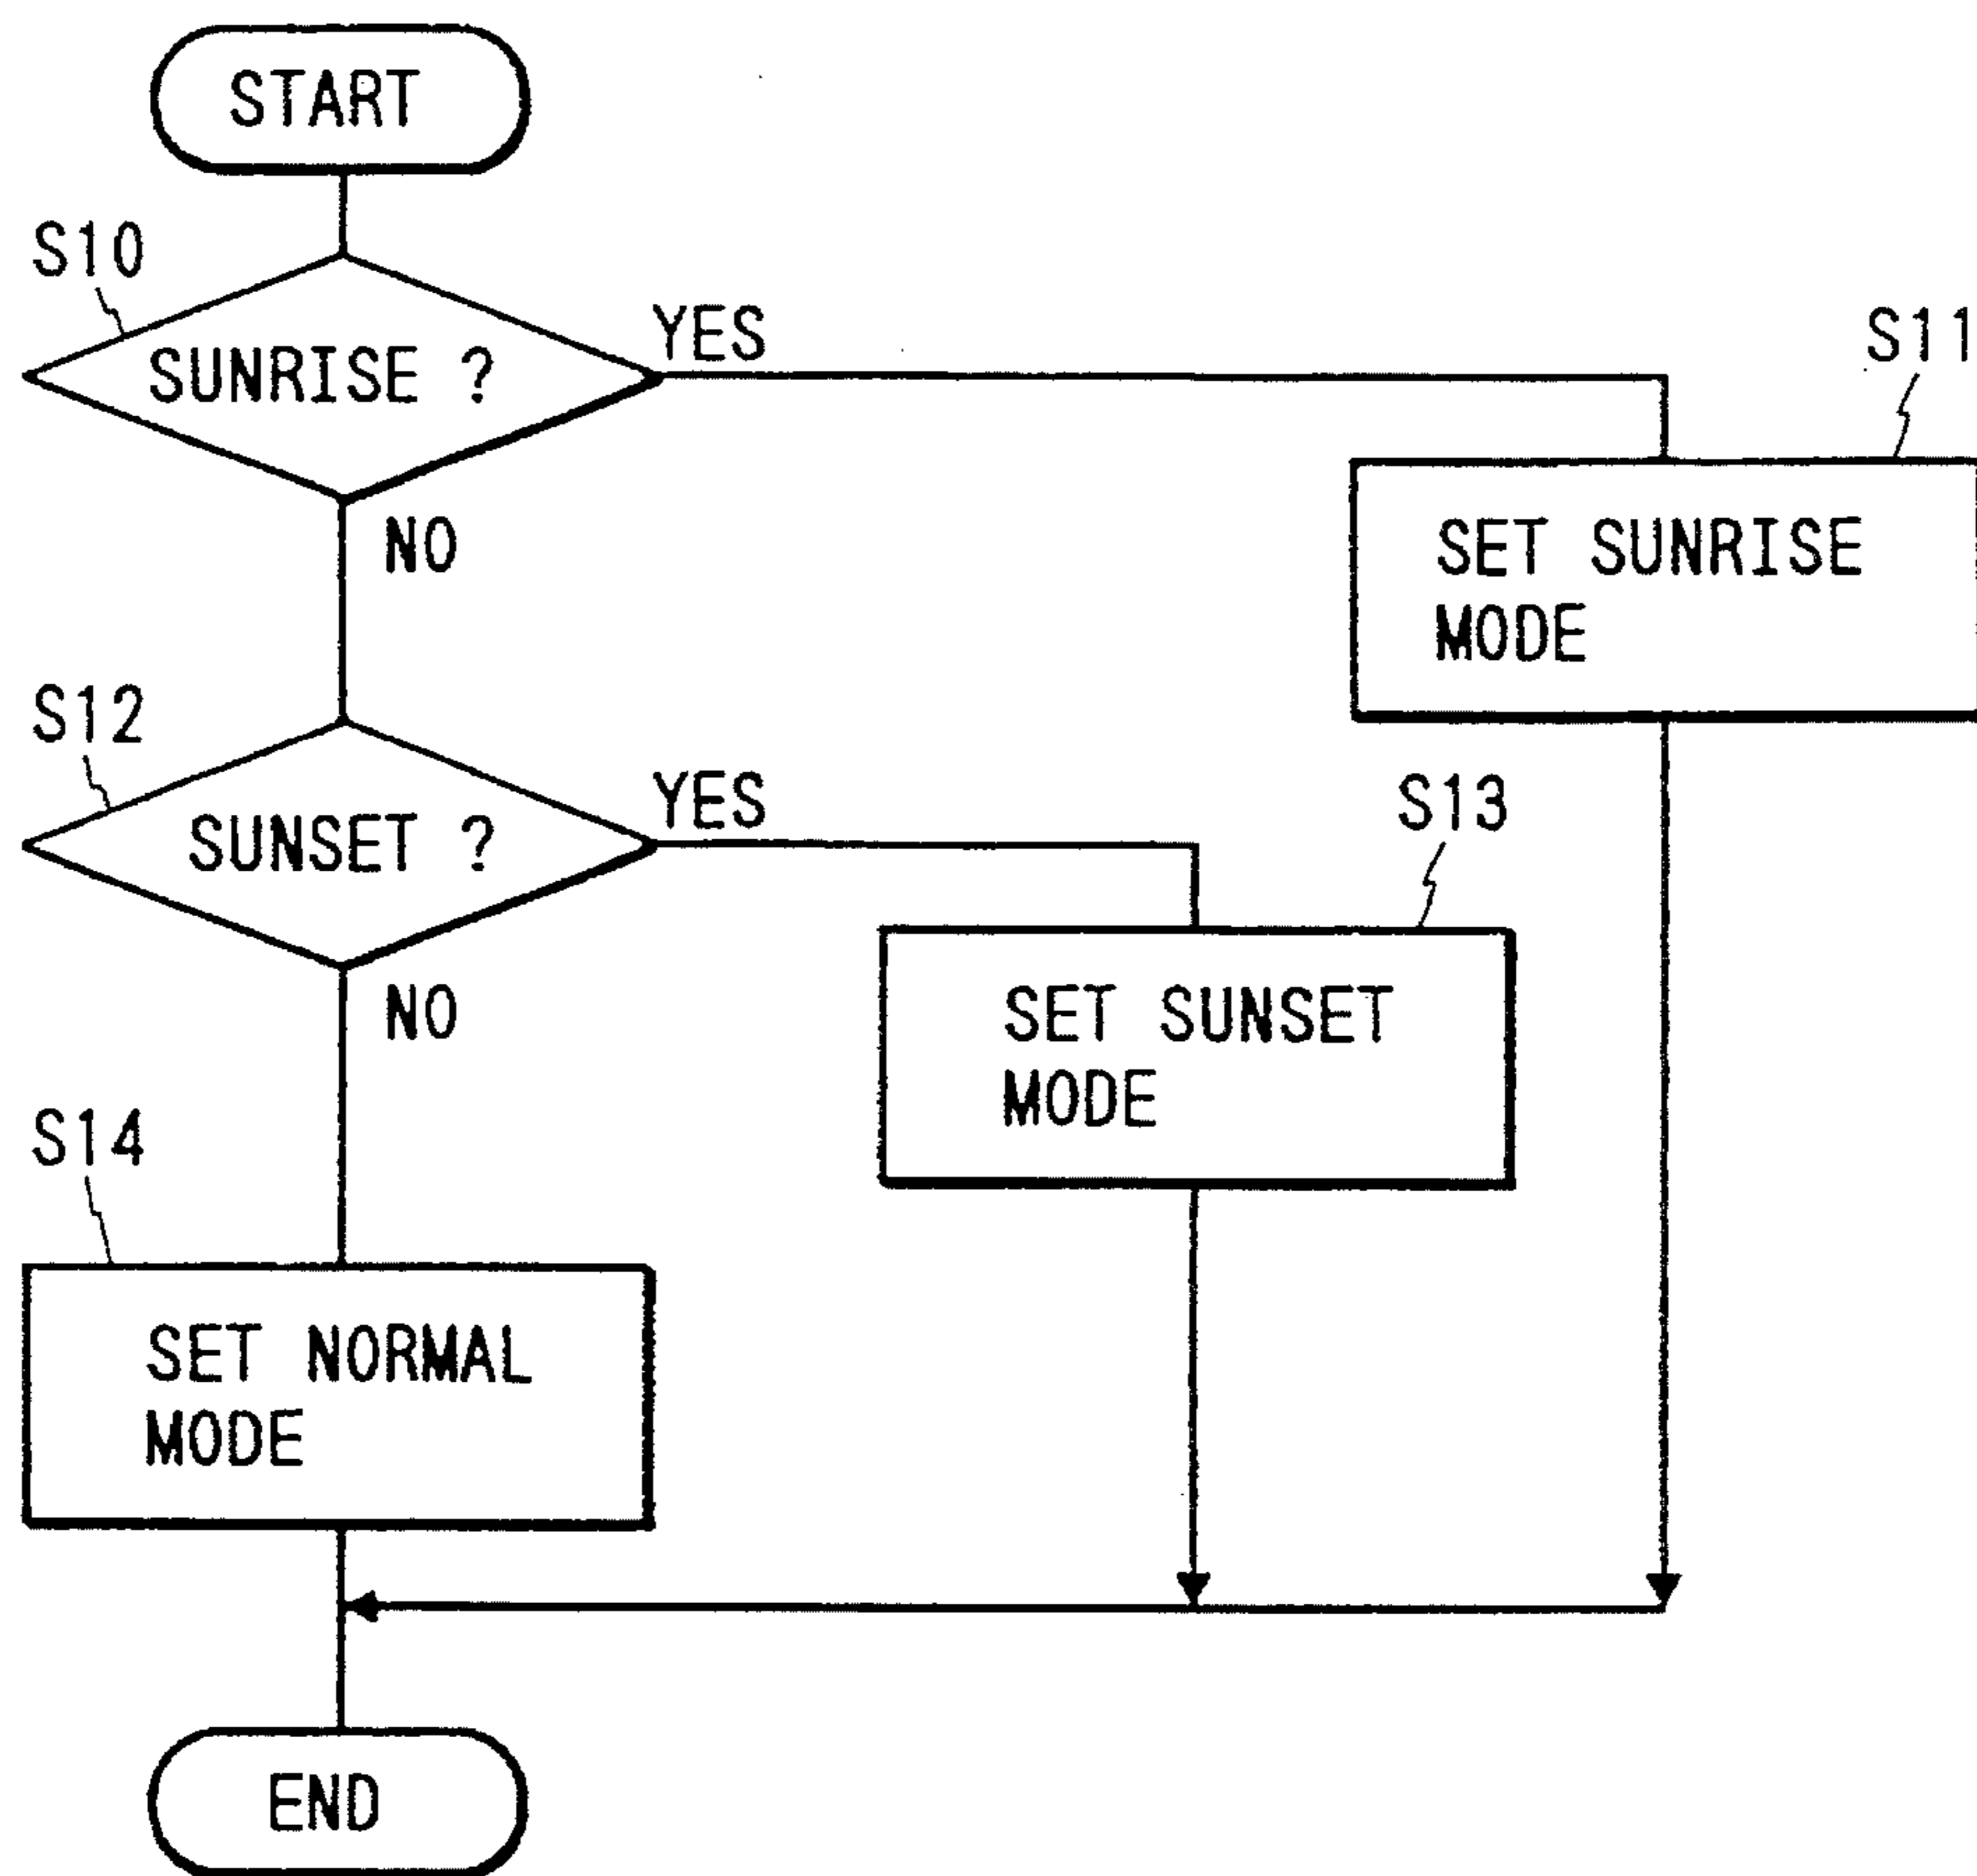 START
S10
SUNRISE ?
YES
S11
NO
SET SUNRISE
MODE
S12
SUNSET ?
YES
S13
NO
SET SUNSET
MODE
S14
SET NORMAL
MODE
END